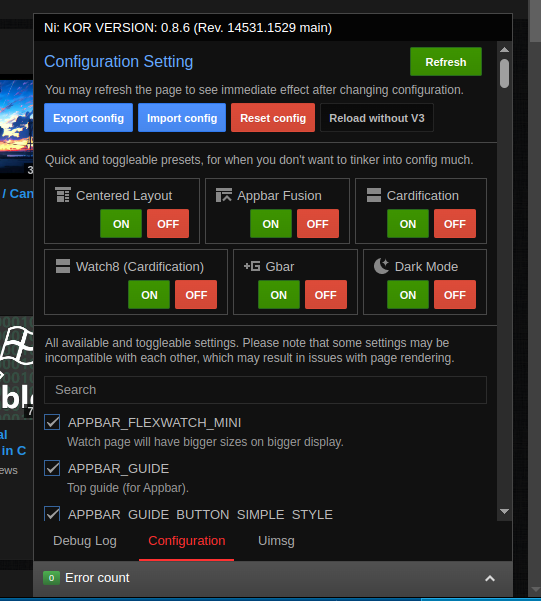 Ni: KOR VERSION: 0.8.6 (Rev. 14531.1529 main)
Configuration Setting
Refresh
You may refresh the page to see immediate effect after changing configuration.
Export config
Import config
Reset config
Reload without V3
Quick and toggleable presets, for when you don't want to tinker into config much.
Centered Layout
ON
OFF
Appbar Fusion
ON
OFF
Cardification
ON
OFF
Watch8 (Cardification)
ON
OFF
+G Gbar
ON
OFF
Dark Mode
ON
OFF
All available and toggleable settings. Please note that some settings may be
incompatible with each other, which may result in issues with page rendering.
Search
APPBAR_FLEXWATCH_MINI
Watch page will have bigger sizes on bigger display.
APPBAR_GUIDE
Top guide (for Appbar).
APPBAR_GUIDE_BUTTON_SIMPLE_STYLE
Debug Log
Configuration
Uimsg
0
Error count
3
/ Can
bl
7
al
in C
ews